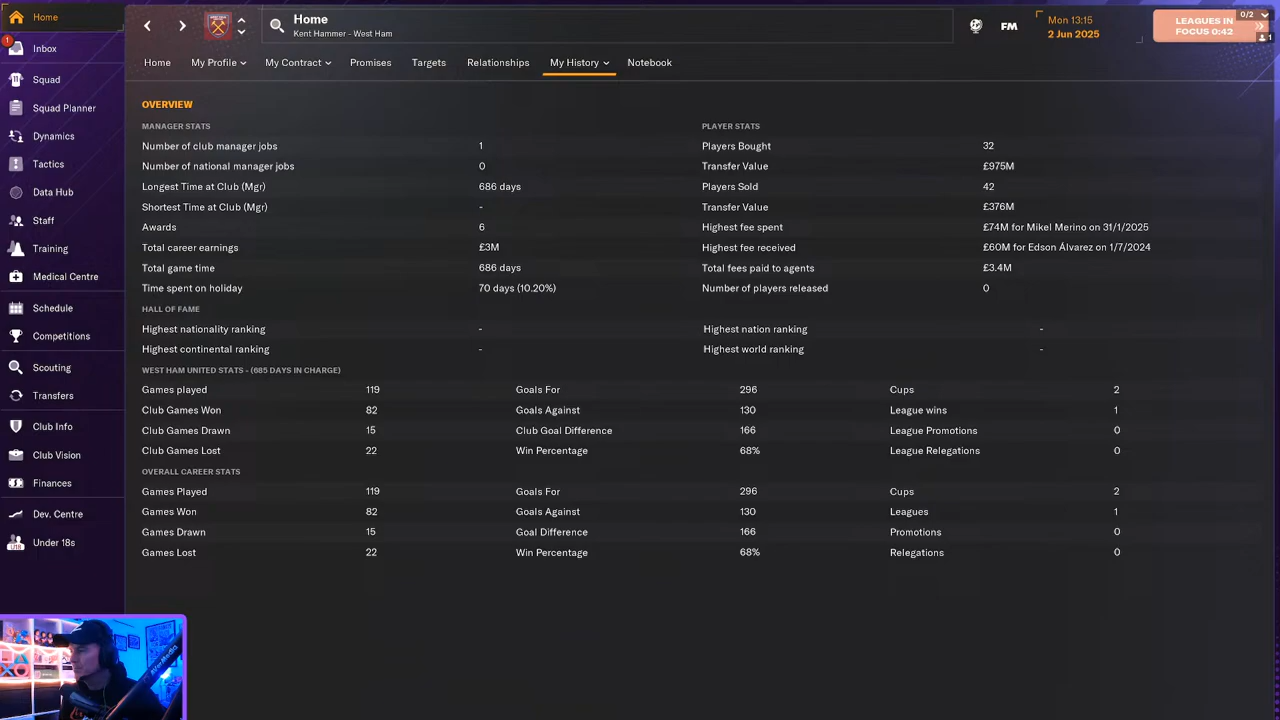 Home
Home
Kent Hammer - West Ham
FM
Mon 13:15
2 Jun 2025
LEAGUES IN
FOCUS 0:42
0/2
1
1
Inbox
Squad
Squad Planner
Dynamics
Tactics
Data Hub
Staff
Training
Medical Centre
Schedule
Competitions
Scouting
Transfers
Club Info
Club Vision
Finances
Dev. Centre
Under 18s
Home My Profile My Contract Promises Targets Relationships My History Notebook
OVERVIEW
MANAGER STATS PLAYER STATS
Number of club manager jobs 1 Players Bought 32
Number of national manager jobs 0 Transfer Value £975M
Longest Time at Club (Mgr) 686 days Players Sold 42
Shortest Time at Club (Mgr) - Transfer Value £376M
Awards 6 Highest fee spent £74M for Mikel Merino on 31/1/2025
Total career earnings £3M Highest fee received £60M for Edson Álvarez on 1/7/2024
Total game time 686 days Total fees paid to agents £3.4M
Time spent on holiday 70 days (10.20%) Number of players released 0
HALL OF FAME
Highest nationality ranking - Highest nation ranking -
Highest continental ranking - Highest world ranking -
WEST HAM UNITED STATS - (685 DAYS IN CHARGE)
Games played 119 Goals For 296 Cups 2
Club Games Won 82 Goals Against 130 League wins 1
Club Games Drawn 15 Club Goal Difference 166 League Promotions 0
Club Games Lost 22 Win Percentage 68% League Relegations 0
OVERALL CAREER STATS
Games Played 119 Goals For 296 Cups 2
Games Won 82 Goals Against 130 Leagues 1
Games Drawn 15 Goal Difference 166 Promotions 0
Games Lost 22 Win Percentage 68% Relegations 0
AVerMedia